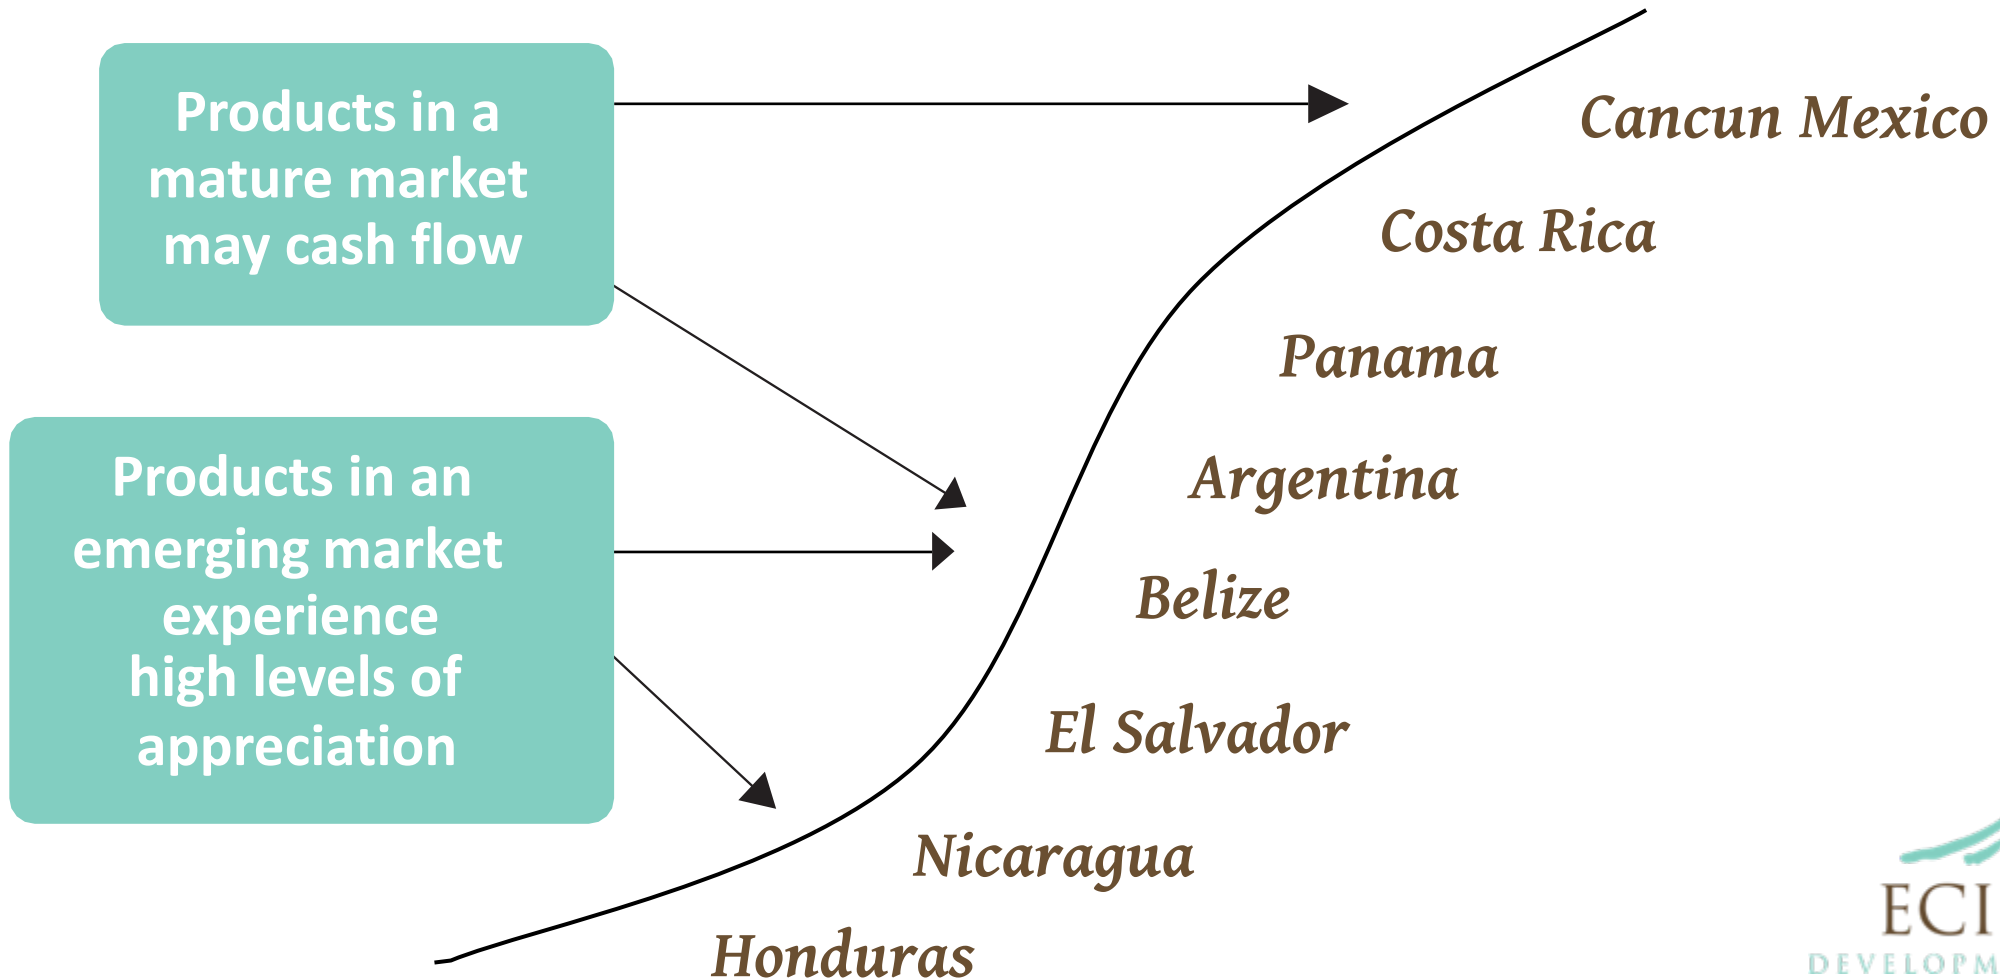 Products in a
mature market
may cash flow
Products in an
emerging market
experience
high levels of
appreciation
Cancun Mexico
Costa Rica
Panama
Argentina
Belize
El Salvador
Nicaragua
Honduras
ECI